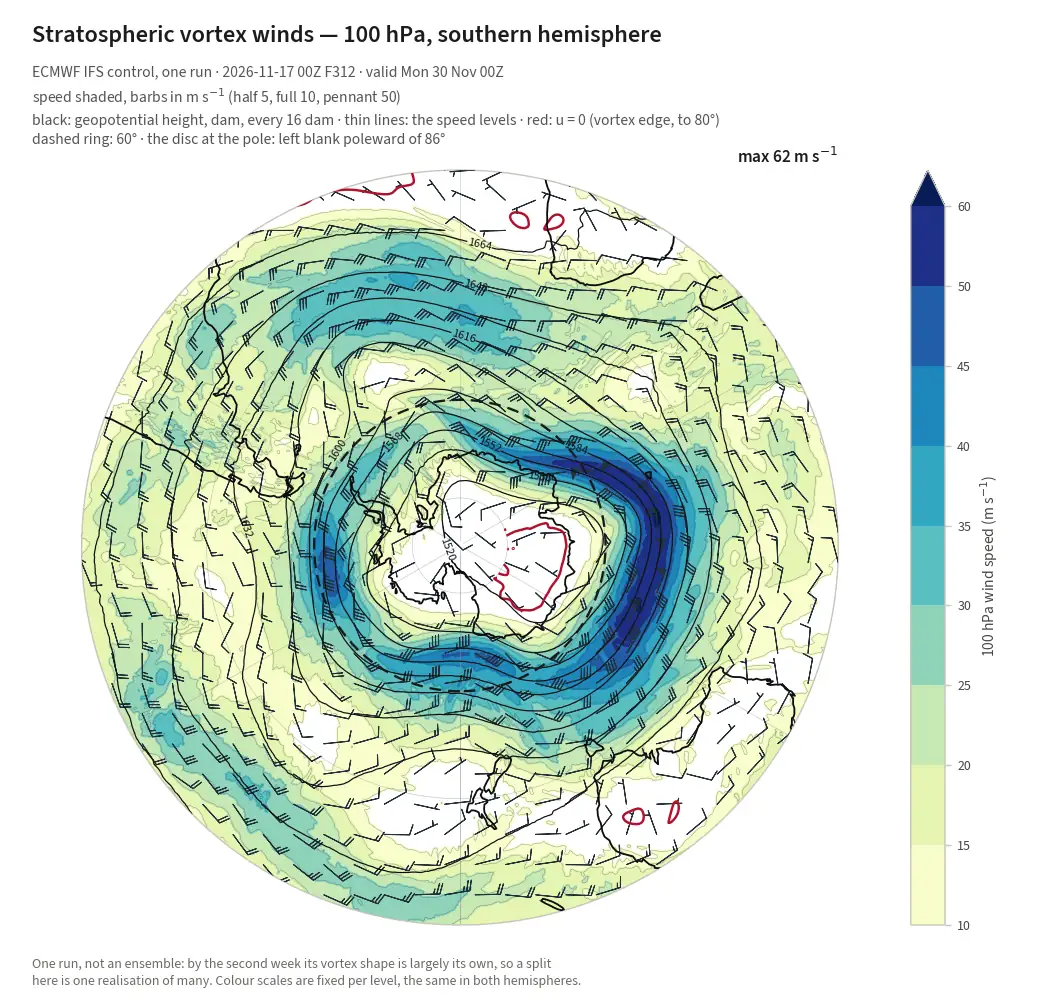 Stratospheric vortex winds — 100 hPa, southern hemisphere
ECMWF IFS control, one run · 2026-11-17 00Z F312 · valid Mon 30 Nov 00Z
speed shaded, barbs in m s⁻¹ (half 5, full 10, pennant 50)
black: geopotential height, dam, every 16 dam · thin lines: the speed levels · red: u = 0 (vortex edge, to 80°)
dashed ring: 60° · the disc at the pole: left blank poleward of 86°
max 62 m s⁻¹
1664
1648
1616
1600
1568
1552
1584
1632
1520
60
50
45
40
35
30
25
20
15
10
100 hPa wind speed (m s⁻¹)
One run, not an ensemble: by the second week its vortex shape is largely its own, so a split
here is one realisation of many. Colour scales are fixed per level, the same in both hemispheres.